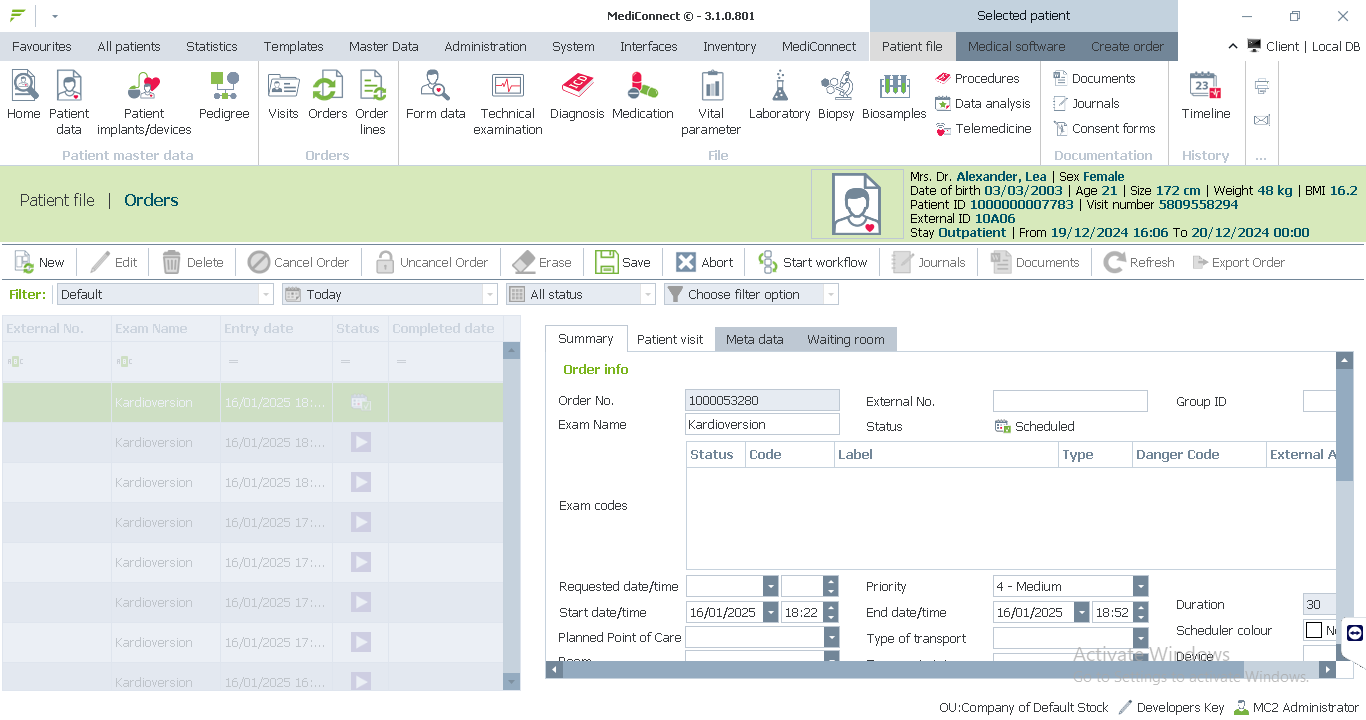 MediConnect © - 3.1.0.801
Selected patient
Favourites All patients Statistics Templates Master Data Administration System Interfaces Inventory MediConnect Patient file Medical software Create order Client | Local DB
Home Patient data Patient implants/devices Pedigree
Patient master data
Visits Orders Order lines
Orders
Form data Technical examination Diagnosis Medication Vital parameter Laboratory Biopsy Biosamples
Procedures
Data analysis
Telemedicine
File
Documents
Journals
Consent forms
Documentation
23
Timeline
History
...
Patient file | Orders
Mrs. Dr. Alexander, Lea | Sex Female
Date of birth 03/03/2003 | Age 21 | Size 172 cm | Weight 48 kg | BMI 16.2
Patient ID 1000000007783 | Visit number 5809558294
External ID 10A06
Stay Outpatient | From 19/12/2024 16:06 To 20/12/2024 00:00
New Edit Delete Cancel Order Uncancel Order Erase Save Abort Start workflow Journals Documents Refresh Export Order
Filter: Default Today All status Choose filter option
External No. Exam Name Entry date Status Completed date
Kardioversion 16/01/2025 18:...
Kardioversion 16/01/2025 18:...
Kardioversion 16/01/2025 18:...
Kardioversion 16/01/2025 17:...
Kardioversion 16/01/2025 17:...
Kardioversion 16/01/2025 17:...
Kardioversion 16/01/2025 17:...
Kardioversion 16/01/2025 16:...
Summary Patient visit Meta data Waiting room
Order info
Order No. 1000053280 External No. Group ID
Exam Name Kardioversion Status Scheduled
Status Code Label Type Danger Code External A
Exam codes
Requested date/time Priority 4 - Medium
Start date/time 16/01/2025 18:22 End date/time 16/01/2025 18:52 Duration 30
Planned Point of Care Type of transport Scheduler colour
Room Device
Activate Windows
Go to Settings to activate Windows.
OU:Company of Default Stock Developers Key MC2 Administrator